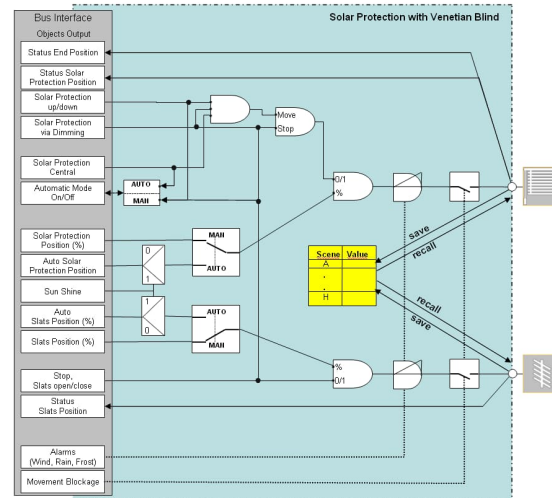 Bus Interface
Solar Protection with Venetian Blind
Objects Output
Status End Position
Status Solar
Protection Position
Solar Protection
up/down
Solar Protection
via Dimming
Move
Stop
Solar Protection
Central
Automatic Mode
On/Off
AUTO
MAN
0/1
%
Solar Protection
Position (%)
Auto Solar
Protection Position
Sun Shine
Auto
Slats Position (%)
Slats Position (%)
0
1
1
0
MAN
AUTO
AUTO
MAN
Scene Value
A
.
.
H
save
recall
recall
save
%
0/1
Stop,
Slats open/close
Status
Slats Position
Alarms
(Wind, Rain, Frost)
Movement Blockage